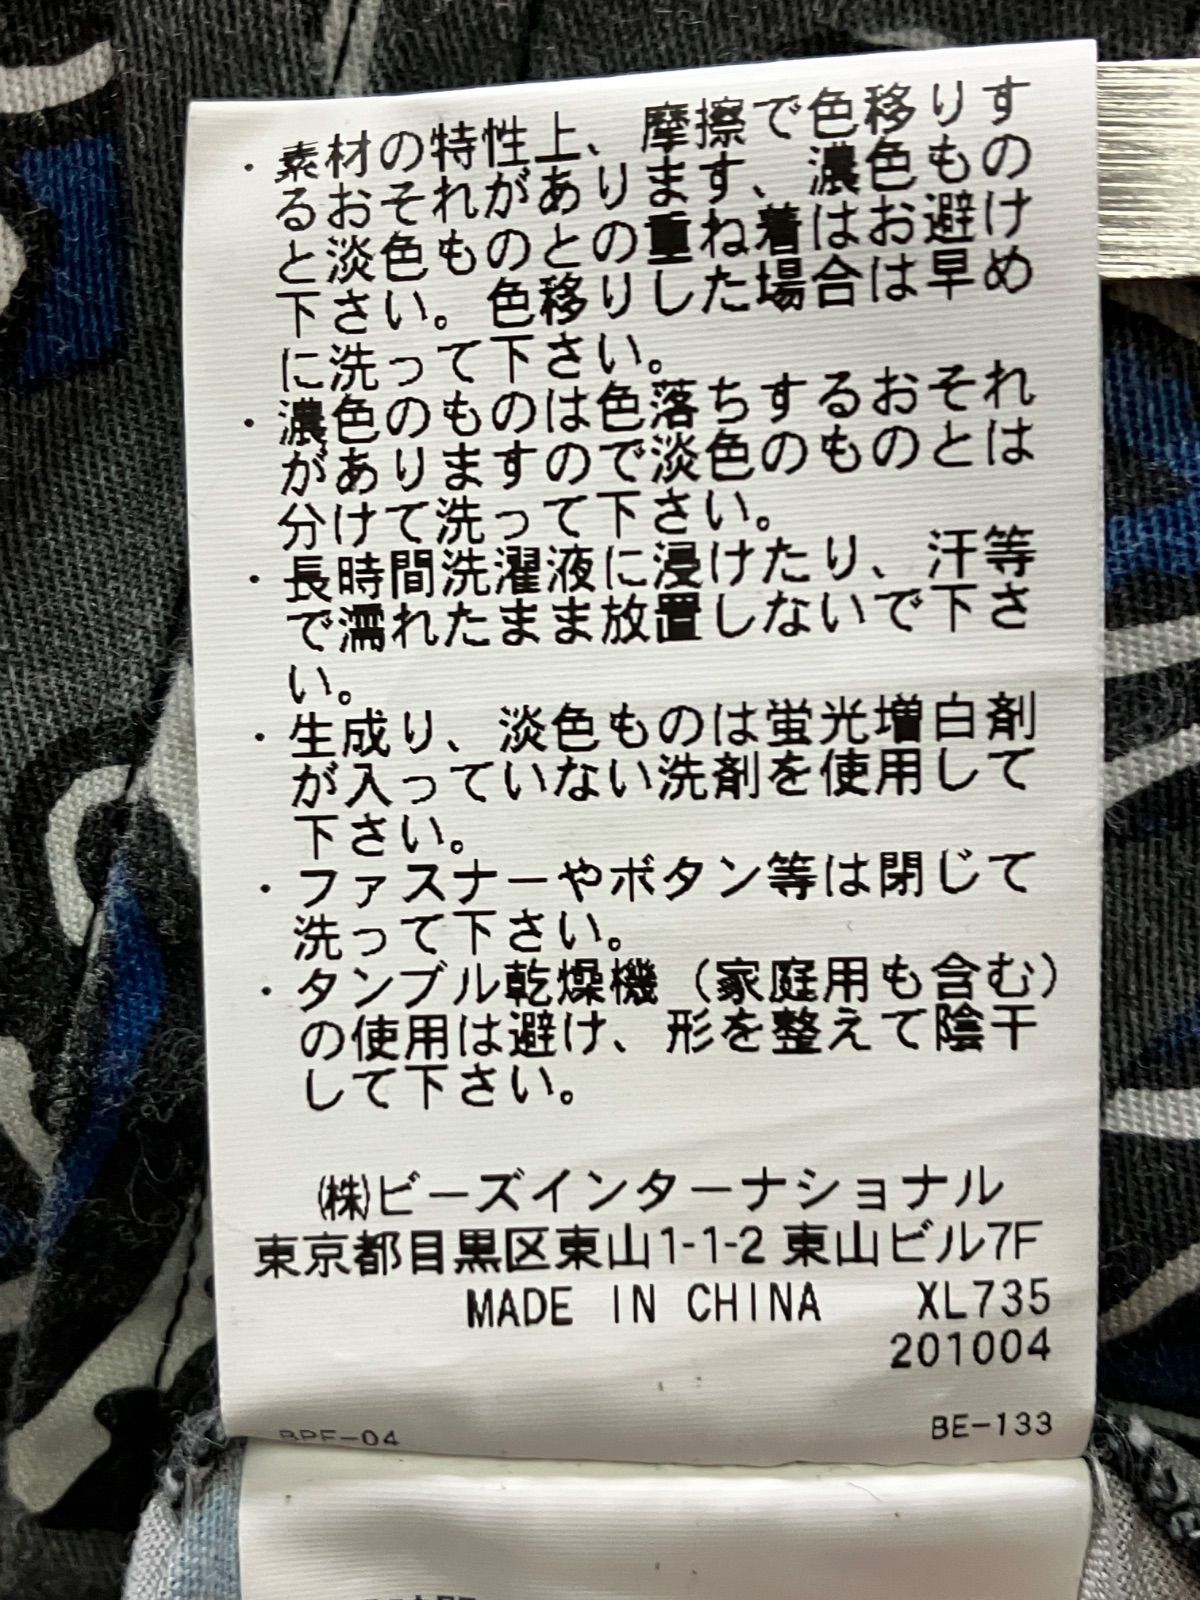 ・素材の特性上、摩擦で色移りす
るおそれがあります、濃色もの
と淡色ものとの重ね着はお避け
下さい。色移りした場合は早め
に洗って下さい。
・濃色のものは色落ちするおそれ
がありますので淡色のものとは
分けて洗って下さい。
・長時間洗濯液に浸けたり、汗等
で濡れたまま放置しないで下さ
い。
・生成り、淡色ものは蛍光増白剤
が入っていない洗剤を使用して
下さい。
・ファスナーやボタン等は閉じて
洗って下さい。
・タンブル乾燥機（家庭用も含む）
の使用は避け、形を整えて陰干
して下さい。
㈱ビーズインターナショナル
東京都目黒区東山1-1-2 東山ビル7F
MADE IN CHINA XL735
201004
BE-133